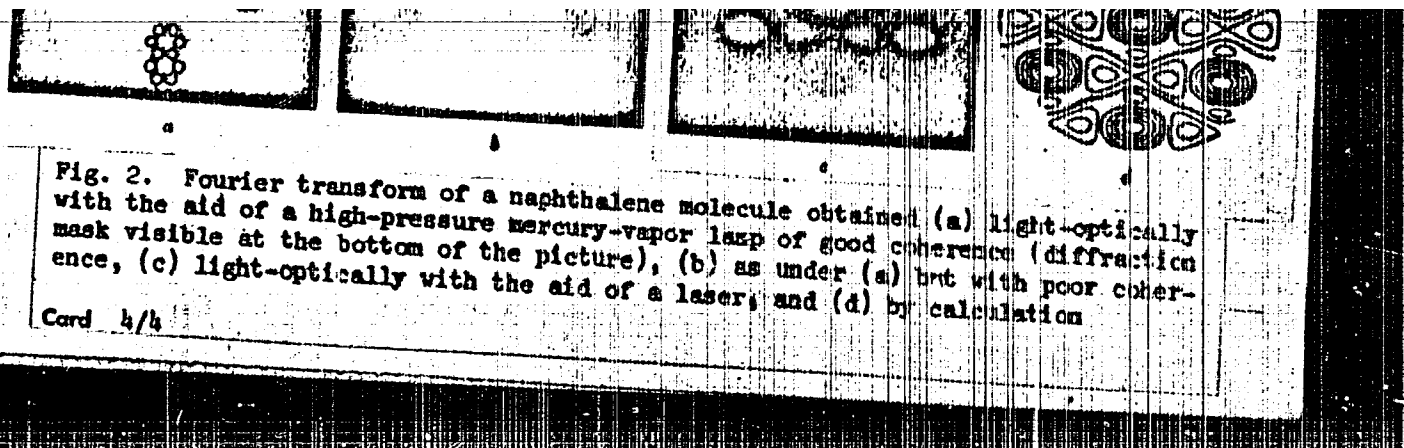 a b c d
Fig. 2. Fourier transform of a naphthalene molecule obtained (a) light-optically
with the aid of a high-pressure mercury-vapor lamp of good coherence (diffraction
mask visible at the bottom of the picture), (b) as under (a) but with poor coher-
ence, (c) light-optically with the aid of a laser, and (d) by calculation
Card 4/4